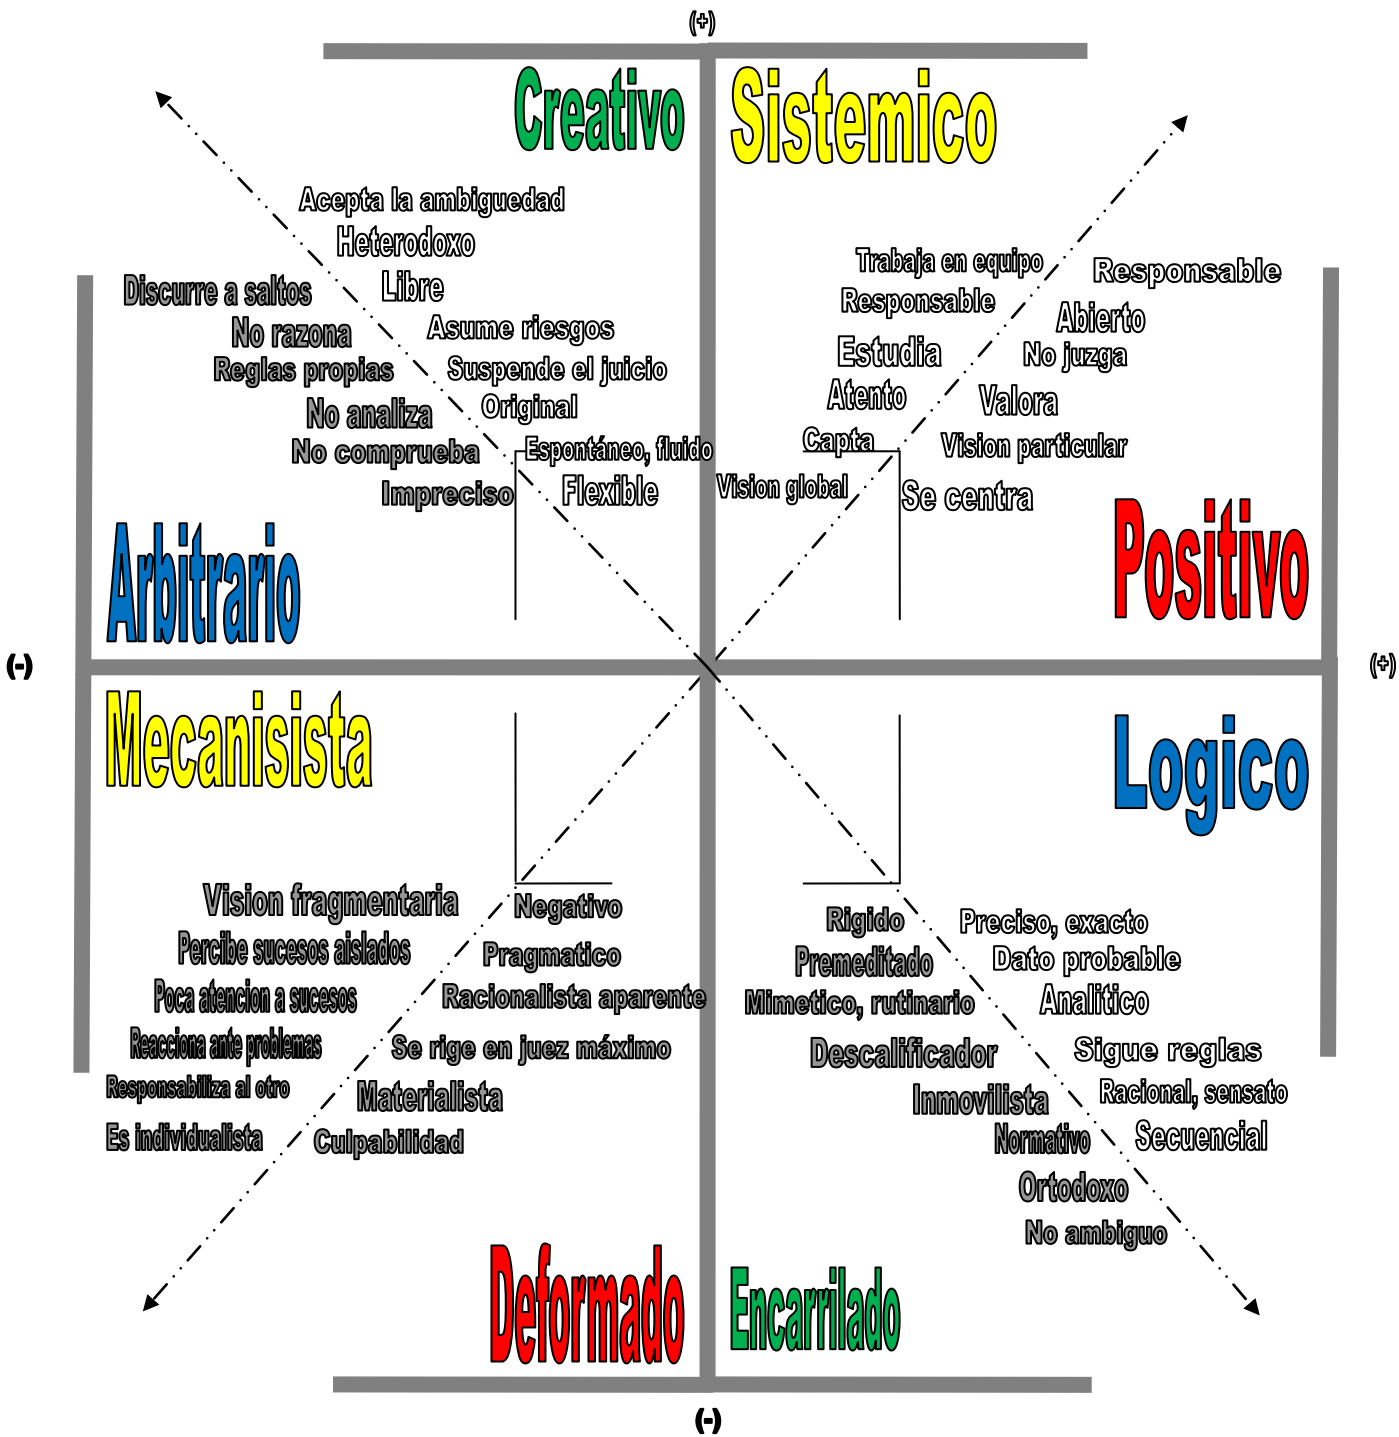 (+)
Creativo
Sistemico
Acepta la ambiguedad
Heterodoxo
Libre
Asume riesgos
Suspende el juicio
Original
Espontáneo, fluido
Flexible
Discurre a saltos
No razona
Reglas propias
No analiza
No comprueba
Impreciso
Arbitrario
Trabaja en equipo
Responsable
Estudia
Atento
Capta
Vision global
Responsable
Abierto
No juzga
Valora
Vision particular
Se centra
Positivo
(-)
(+)
Mecanisista
Logico
Vision fragmentaria
Percibe sucesos aislados
Poca atencion a sucesos
Reacciona ante problemas
Responsabiliza al otro
Es individualista
Negativo
Pragmatico
Racionalista aparente
Se rige en juez máximo
Materialista
Culpabilidad
Deformado
Rigido
Premeditado
Mimetico, rutinario
Descalificador
Inmovilista
Normativo
Ortodoxo
No ambiguo
Preciso, exacto
Dato probable
Analitico
Sigue reglas
Racional, sensato
Secuencial
Encarrilado
(-)